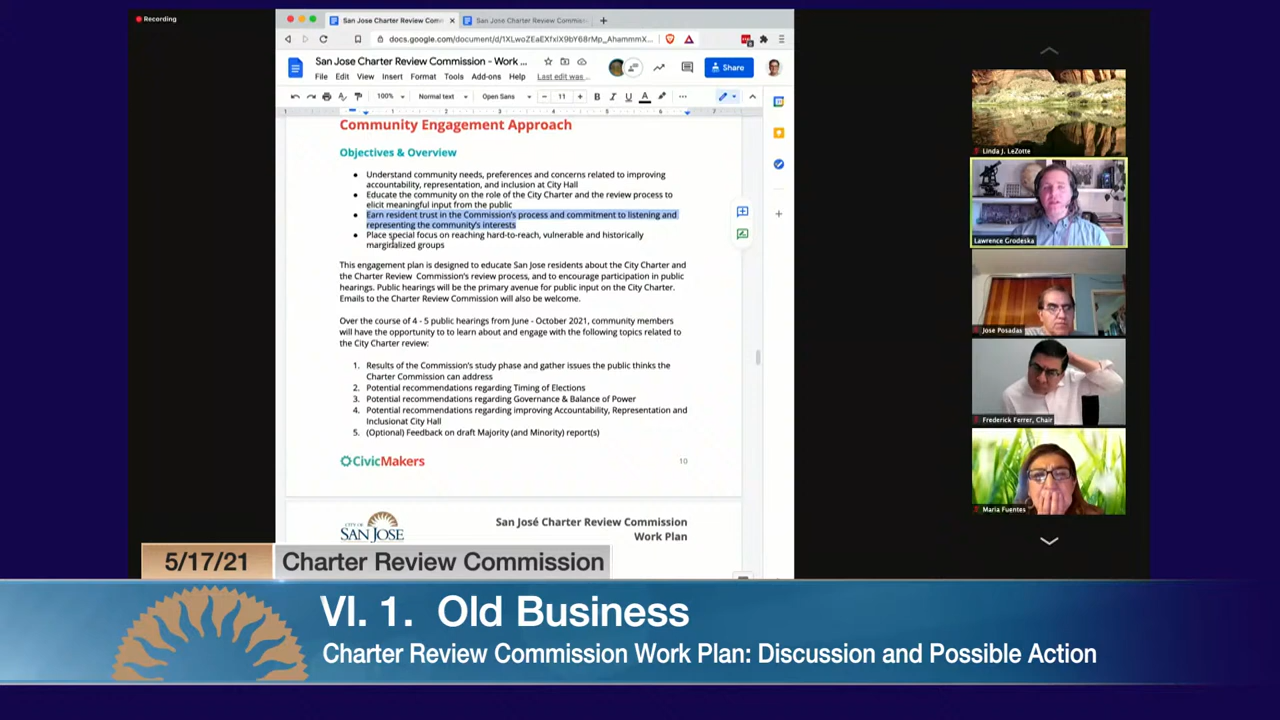 Recording
San Jose Charter Review Com
San Jose Charter Review Commiss
docs.google.com/document/d/1XLwoZEaEXfxIX9bY68rMp_AhammmX...
San Jose Charter Review Commission - Work ...
File Edit View Insert Format Tools Add-ons Help Last edit was...
Share
100% Normal text Open Sans 11 B I U A
Community Engagement Approach
Objectives & Overview
● Understand community needs, preferences and concerns related to improving
accountability, representation, and inclusion at City Hall
● Educate the community on the role of the City Charter and the review process to
elicit meaningful input from the public
● Earn resident trust in the Commission's process and commitment to listening and
representing the community's interests
● Place special focus on reaching hard-to-reach, vulnerable and historically
marginalized groups
This engagement plan is designed to educate San Jose residents about the City Charter and
the Charter Review Commission's review process, and to encourage participation in public
hearings. Public hearings will be the primary avenue for public input on the City Charter.
Emails to the Charter Review Commission will also be welcome.
Over the course of 4 - 5 public hearings from June - October 2021, community members
will have the opportunity to to learn about and engage with the following topics related to
the City Charter review:
1. Results of the Commission's study phase and gather issues the public thinks the
Charter Commission can address
2. Potential recommendations regarding Timing of Elections
3. Potential recommendations regarding Governance & Balance of Power
4. Potential recommendations regarding improving Accountability, Representation and
Inclusionat City Hall
5. (Optional) Feedback on draft Majority (and Minority) report(s)
CivicMakers
10
CITY OF
SAN JOSE
San José Charter Review Commission
Work Plan
Linda J. LeZotte
Lawrence Grodeska
Jose Posadas
Frederick Ferrer, Chair
Maria Fuentes
5/17/21 Charter Review Commission
VI. 1. Old Business
Charter Review Commission Work Plan: Discussion and Possible Action